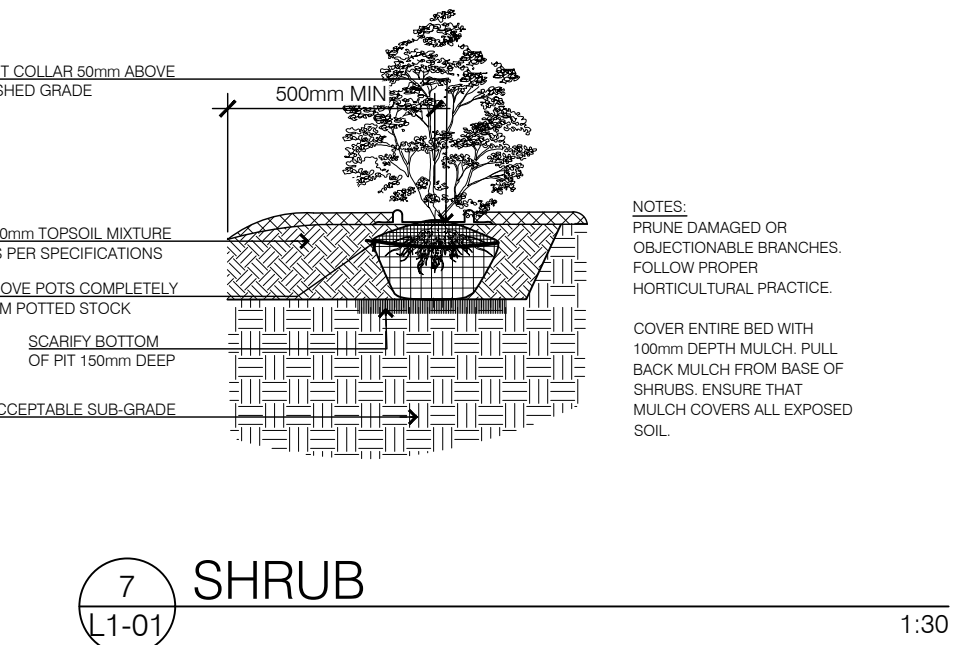 T COLLAR 50mm ABOVE
SHED GRADE
500mm MIN
0mm TOPSOIL MIXTURE
S PER SPECIFICATIONS
OVE POTS COMPLETELY
M POTTED STOCK
SCARIFY BOTTOM
OF PIT 150mm DEEP
CCEPTABLE SUB-GRADE
NOTES:
PRUNE DAMAGED OR
OBJECTIONABLE BRANCHES.
FOLLOW PROPER
HORTICULTURAL PRACTICE.
COVER ENTIRE BED WITH
100mm DEPTH MULCH. PULL
BACK MULCH FROM BASE OF
SHRUBS. ENSURE THAT
MULCH COVERS ALL EXPOSED
SOIL.
7
SHRUB
L1-01
1:30